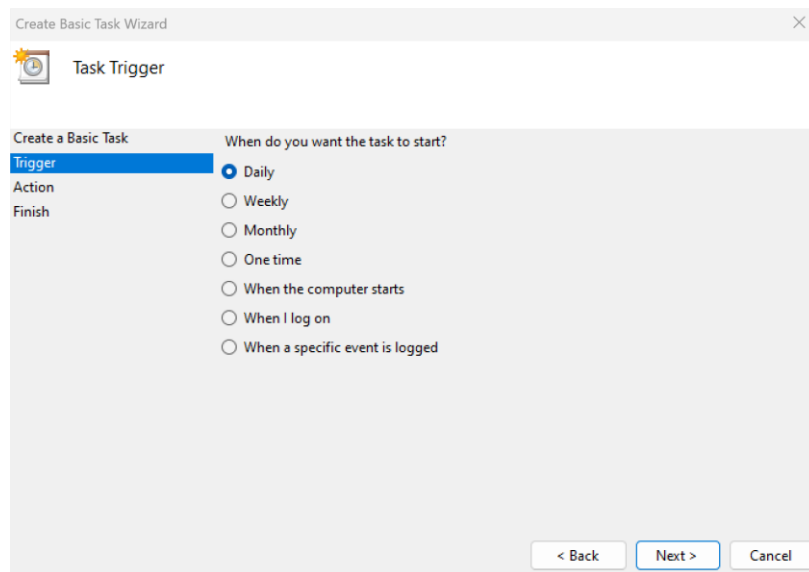 Create Basic Task Wizard
Task Trigger
Create a Basic Task
Trigger
Action
Finish
When do you want the task to start?
Daily
Weekly
Monthly
One time
When the computer starts
When I log on
When a specific event is logged
< Back
Next >
Cancel